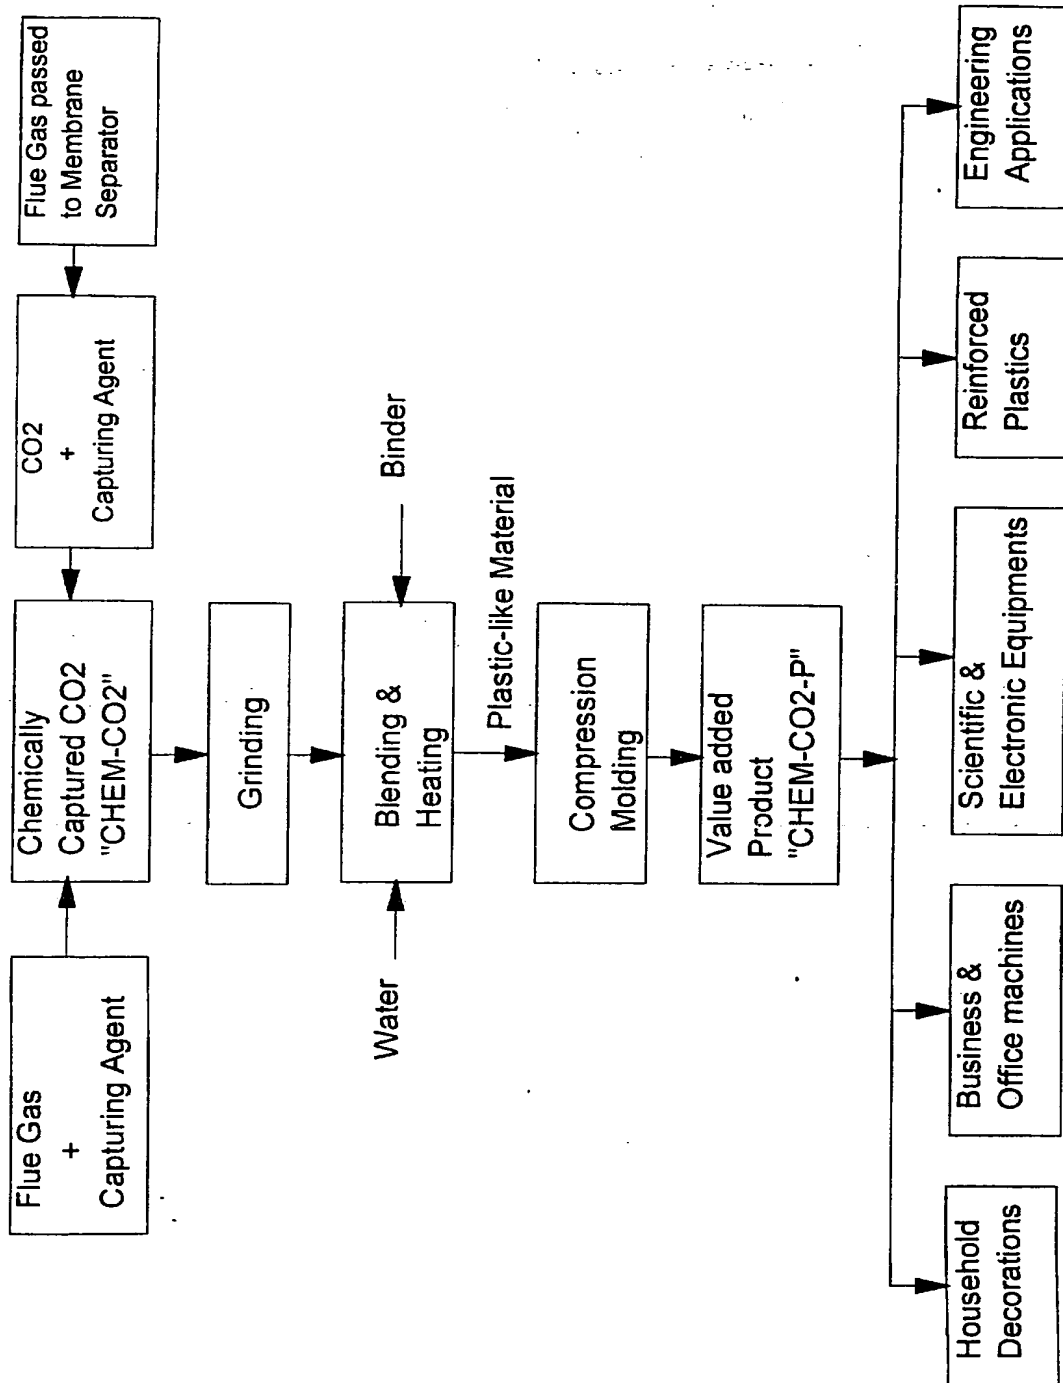 Flue Gas
+
Capturing Agent
Chemically
Captured CO2
"CHEM-CO2"
CO2
+
Capturing Agent
Flue Gas passed
to Membrane
Separator
Grinding
Water
Blending &
Heating
Binder
Plastic-like Material
Compression
Molding
Value added
Product
"CHEM-CO2-P"
Household
Decorations
Business &
Office machines
Scientific &
Electronic Equipments
Reinforced
Plastics
Engineering
Applications